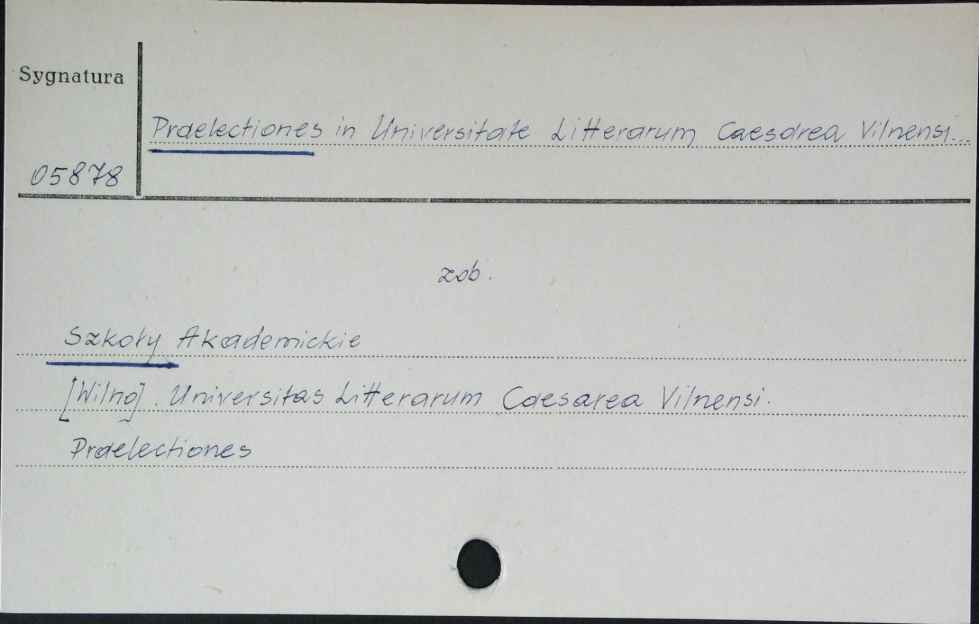 Sygnatura
Praelectiones in Universitate Litterarum Caesarea Vilnensi...
05878
zob.
Szkoły Akademickie
[Wilno]. Universitas Litterarum Caesarea Vilnensi.
Praelectiones